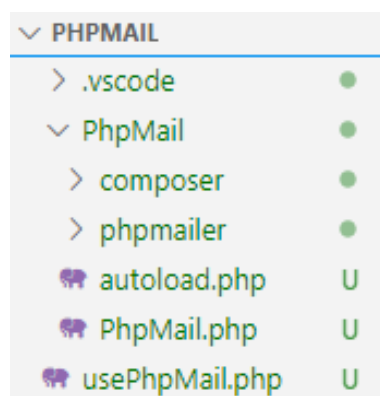 PHPMAIL
.vscode
PhpMail
composer
phpmailer
autoload.php U
PhpMail.php U
usePhpMail.php U